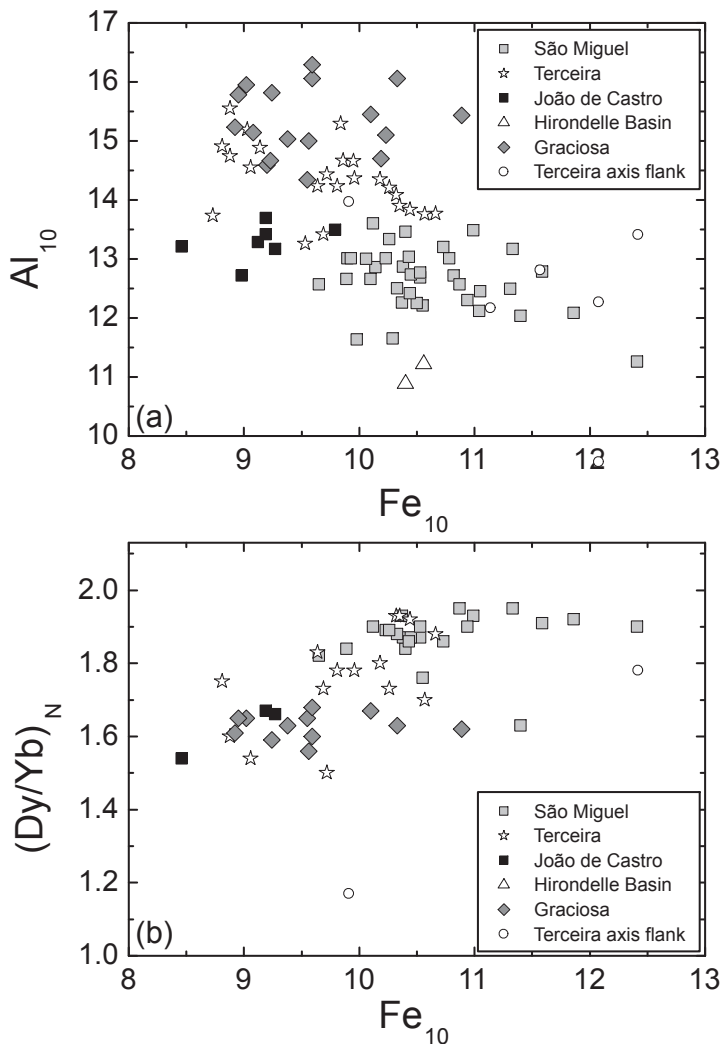 17
16
15
14
13
12
11
10
Al10
São Miguel
Terceira
João de Castro
Hirondelle Basin
Graciosa
Terceira axis flank
(a)
8 9 10 11 12 13
Fe10
2.0
1.8
1.6
1.4
1.2
1.0
(Dy/Yb)N
São Miguel
Terceira
João de Castro
Hirondelle Basin
Graciosa
Terceira axis flank
(b)
8 9 10 11 12 13
Fe10